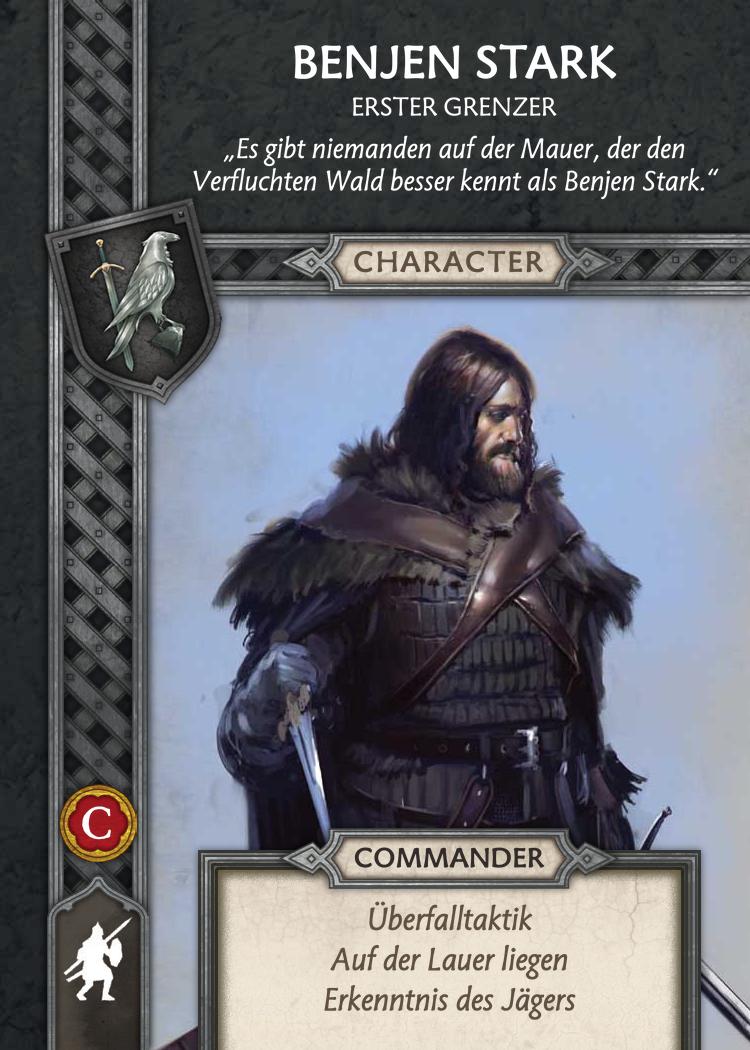 BENJEN STARK
ERSTER GRENZER
„Es gibt niemanden auf der Mauer, der den
Verfluchten Wald besser kennt als Benjen Stark.“
CHARACTER
C
COMMANDER
Überfalltaktik
Auf der Lauer liegen
Erkenntnis des Jägers